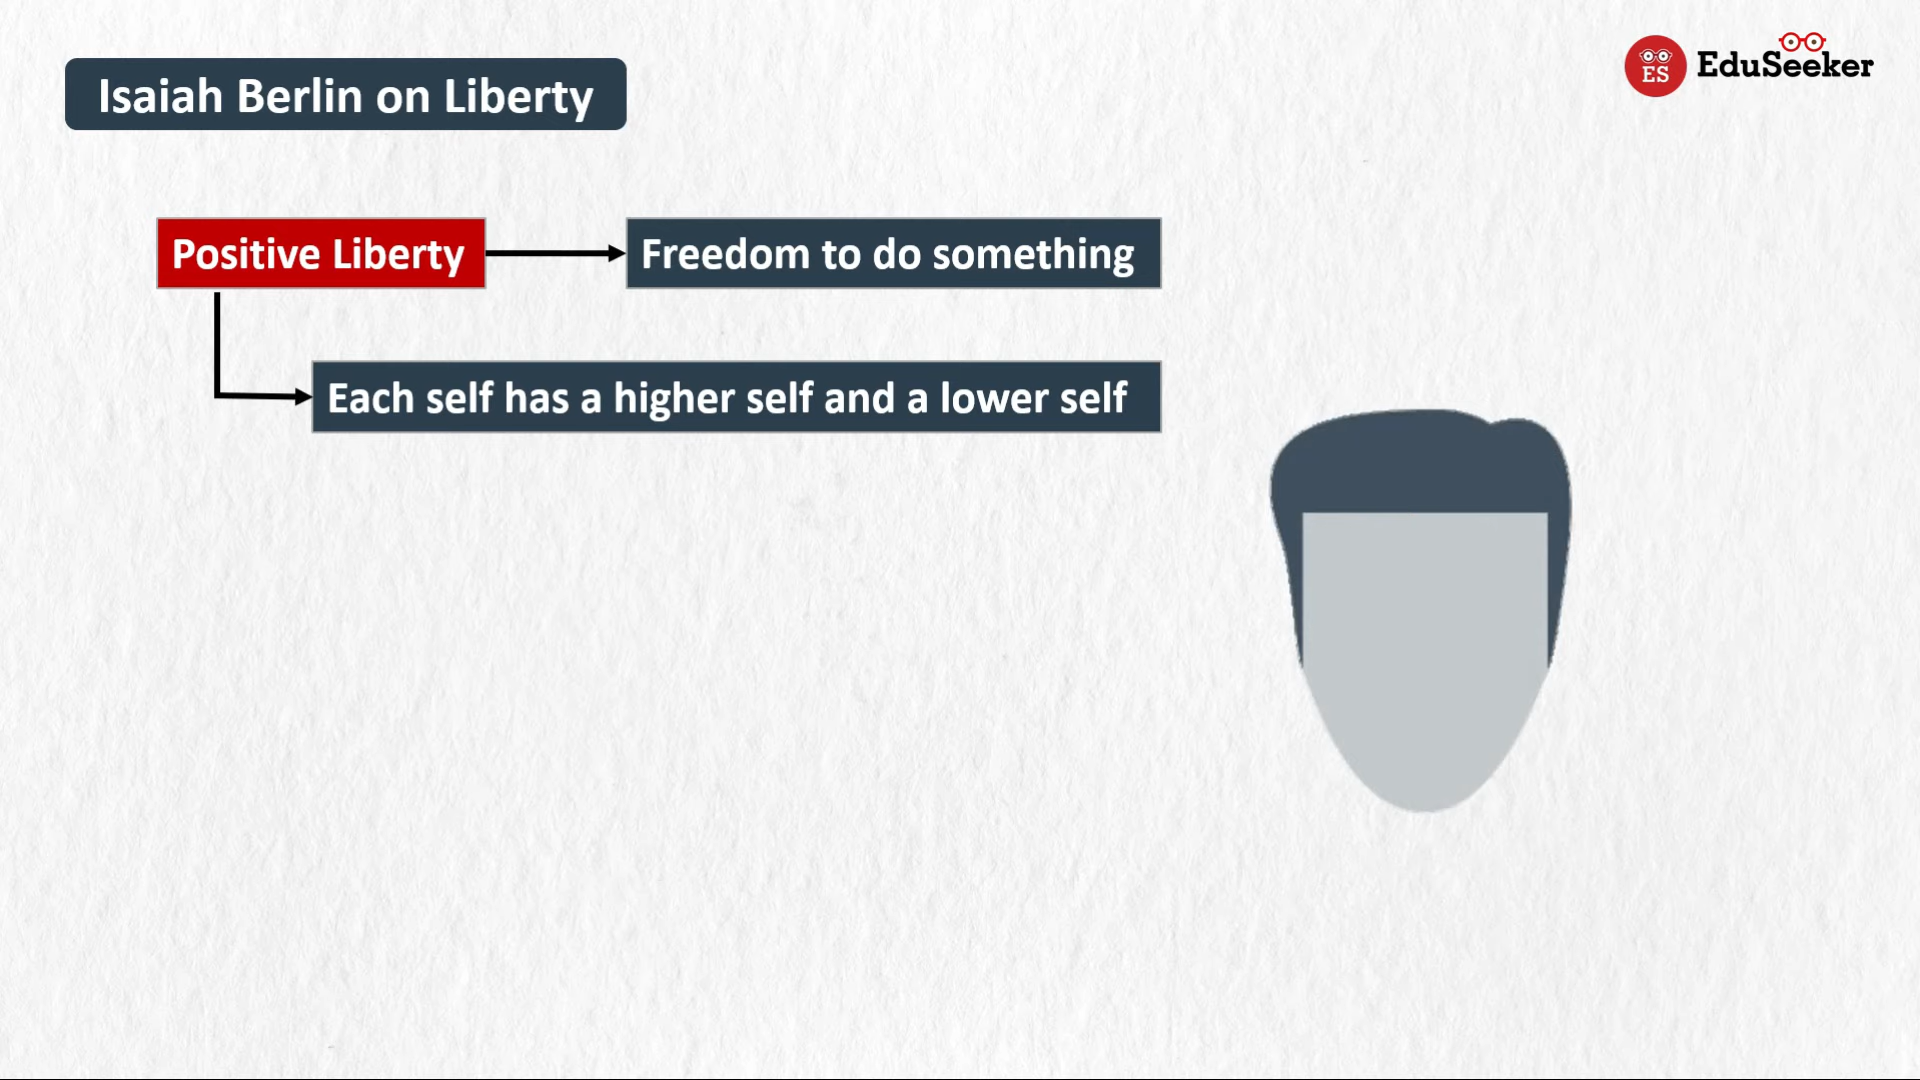 Isaiah Berlin on Liberty
ES EduSeeker
Positive Liberty
Freedom to do something
Each self has a higher self and a lower self